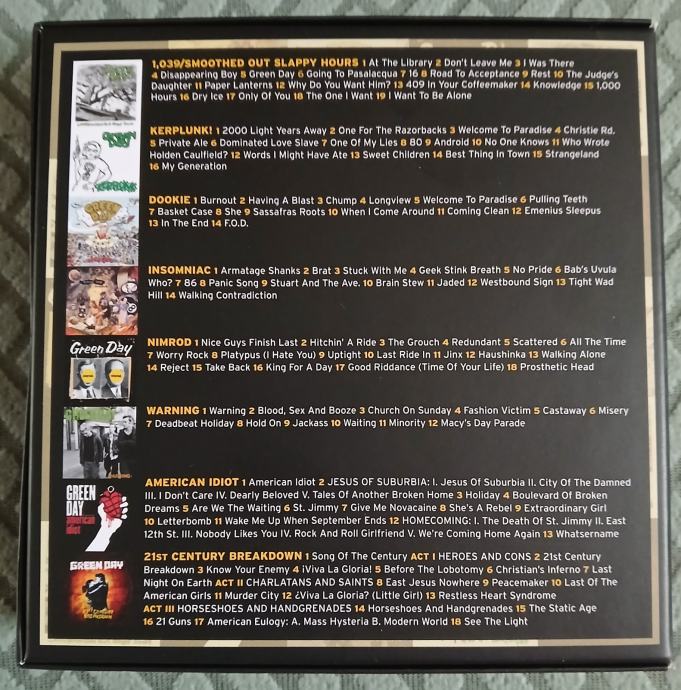 1,039/SMOOTHED OUT SLAPPY HOURS 1 At The Library 2 Don't Leave Me 3 I Was There
4 Disappearing Boy 5 Green Day 6 Going To Pasalacqua 7 16 8 Road To Acceptance 9 Rest 10 The Judge's
Daughter 11 Paper Lanterns 12 Why Do You Want Him? 13 409 In Your Coffeemaker 14 Knowledge 15 1,000
Hours 16 Dry Ice 17 Only Of You 18 The One I Want 19 I Want To Be Alone
KERPLUNK! 1 2000 Light Years Away 2 One For The Razorbacks 3 Welcome To Paradise 4 Christie Rd.
5 Private Ale 6 Dominated Love Slave 7 One Of My Lies 8 80 9 Android 10 No One Knows 11 Who Wrote
Holden Caulfield? 12 Words I Might Have Ate 13 Sweet Children 14 Best Thing In Town 15 Strangeland
16 My Generation
DOOKIE 1 Burnout 2 Having A Blast 3 Chump 4 Longview 5 Welcome To Paradise 6 Pulling Teeth
7 Basket Case 8 She 9 Sassafras Roots 10 When I Come Around 11 Coming Clean 12 Emenius Sleepus
13 In The End 14 F.O.D.
INSOMNIAC 1 Armatage Shanks 2 Brat 3 Stuck With Me 4 Geek Stink Breath 5 No Pride 6 Bab's Uvula
Who? 7 86 8 Panic Song 9 Stuart And The Ave. 10 Brain Stew 11 Jaded 12 Westbound Sign 13 Tight Wad
Hill 14 Walking Contradiction
Green Day
NIMROD 1 Nice Guys Finish Last 2 Hitchin' A Ride 3 The Grouch 4 Redundant 5 Scattered 6 All The Time
7 Worry Rock 8 Platypus (I Hate You) 9 Uptight 10 Last Ride In 11 Jinx 12 Haushinka 13 Walking Alone
14 Reject 15 Take Back 16 King For A Day 17 Good Riddance (Time Of Your Life) 18 Prosthetic Head
WARNING 1 Warning 2 Blood, Sex And Booze 3 Church On Sunday 4 Fashion Victim 5 Castaway 6 Misery
7 Deadbeat Holiday 8 Hold On 9 Jackass 10 Waiting 11 Minority 12 Macy's Day Parade
GREEN
DAY
american
idiot
AMERICAN IDIOT 1 American Idiot 2 JESUS OF SUBURBIA: I. Jesus Of Suburbia II. City Of The Damned
III. I Don't Care IV. Dearly Beloved V. Tales Of Another Broken Home 3 Holiday 4 Boulevard Of Broken
Dreams 5 Are We The Waiting 6 St. Jimmy 7 Give Me Novacaine 8 She's A Rebel 9 Extraordinary Girl
10 Letterbomb 11 Wake Me Up When September Ends 12 HOMECOMING: I. The Death Of St. Jimmy II. East
12th St. III. Nobody Likes You IV. Rock And Roll Girlfriend V. We're Coming Home Again 13 Whatsername
GREEN DAY
21ST CENTURY BREAKDOWN 1 Song Of The Century ACT I HEROES AND CONS 2 21st Century
Breakdown 3 Know Your Enemy 4 ¡Viva La Gloria! 5 Before The Lobotomy 6 Christian's Inferno 7 Last
Night On Earth ACT II CHARLATANS AND SAINTS 8 East Jesus Nowhere 9 Peacemaker 10 Last Of The
American Girls 11 Murder City 12 ¿Viva La Gloria? (Little Girl) 13 Restless Heart Syndrome
ACT III HORSESHOES AND HANDGRENADES 14 Horseshoes And Handgrenades 15 The Static Age
16 21 Guns 17 American Eulogy: A. Mass Hysteria B. Modern World 18 See The Light